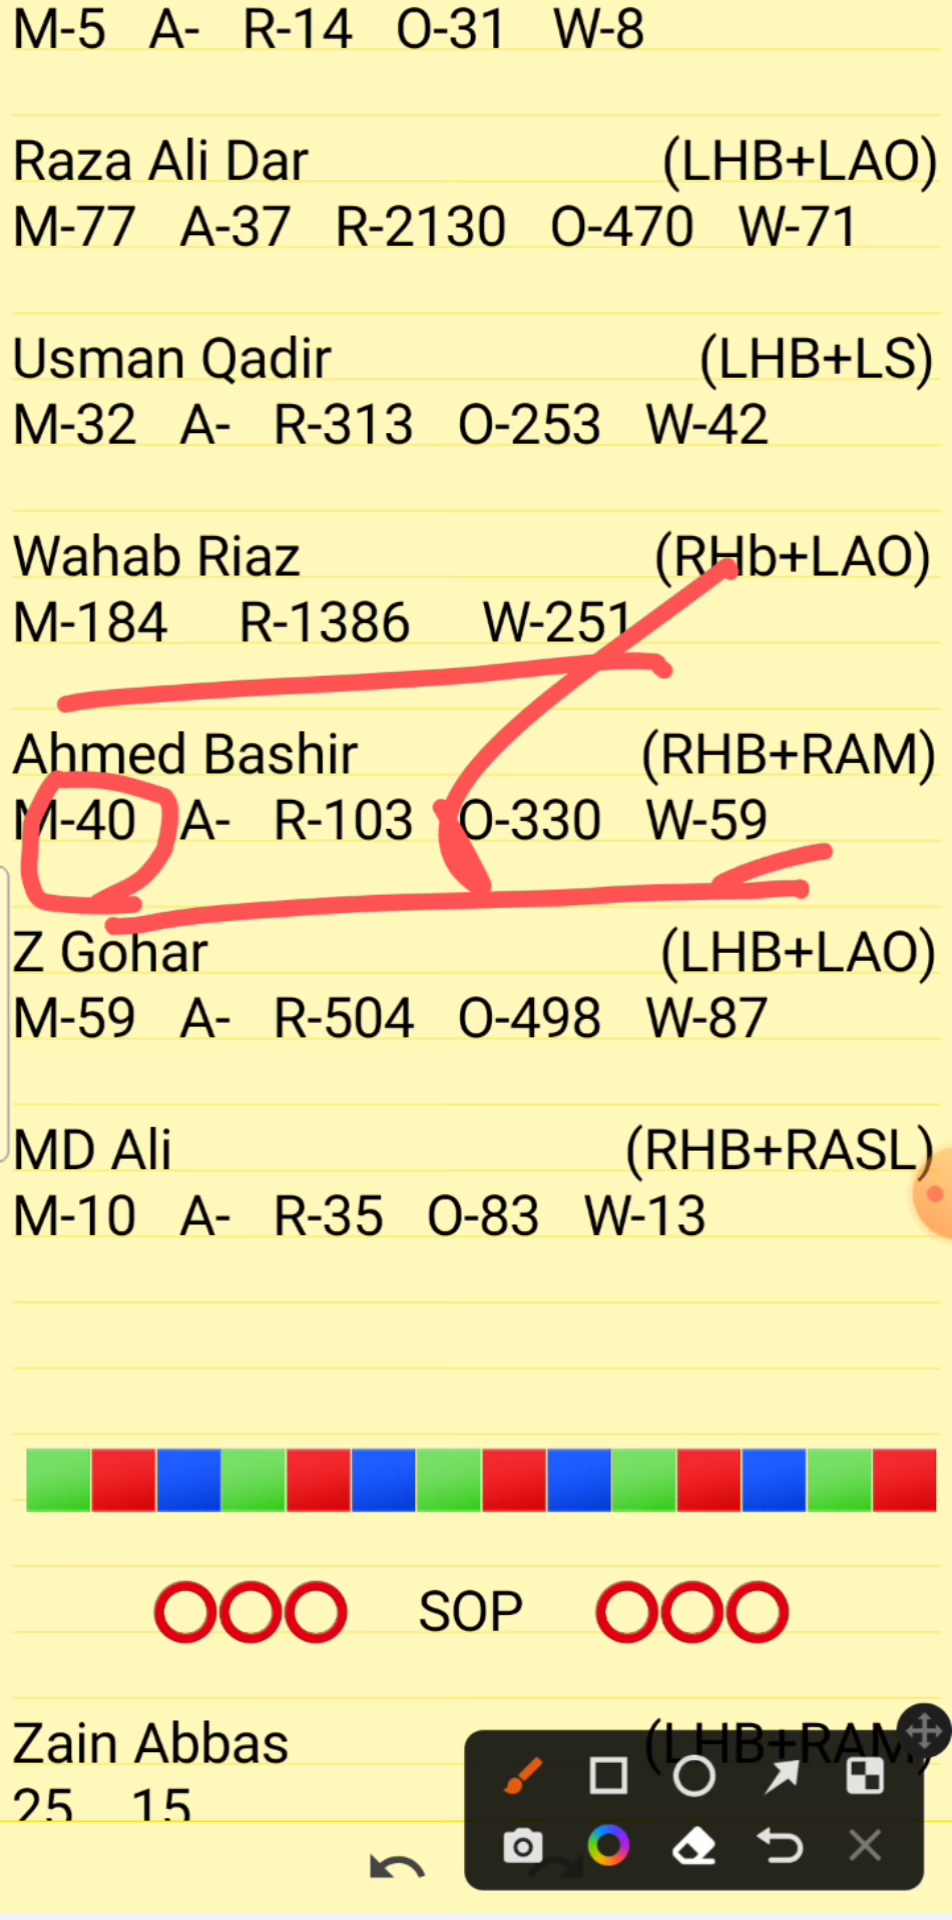 M-5 A- R-14 O-31 W-8
Raza Ali Dar (LHB+LAO)
M-77 A-37 R-2130 O-470 W-71
Usman Qadir (LHB+LS)
M-32 A- R-313 O-253 W-42
Wahab Riaz (RHb+LAO)
M-184 R-1386 W-251
Ahmed Bashir (RHB+RAM)
M-40 A- R-103 O-330 W-59
Z Gohar (LHB+LAO)
M-59 A- R-504 O-498 W-87
MD Ali (RHB+RASL)
M-10 A- R-35 O-83 W-13
SOP
Zain Abbas (LHB+RAM)
25 15